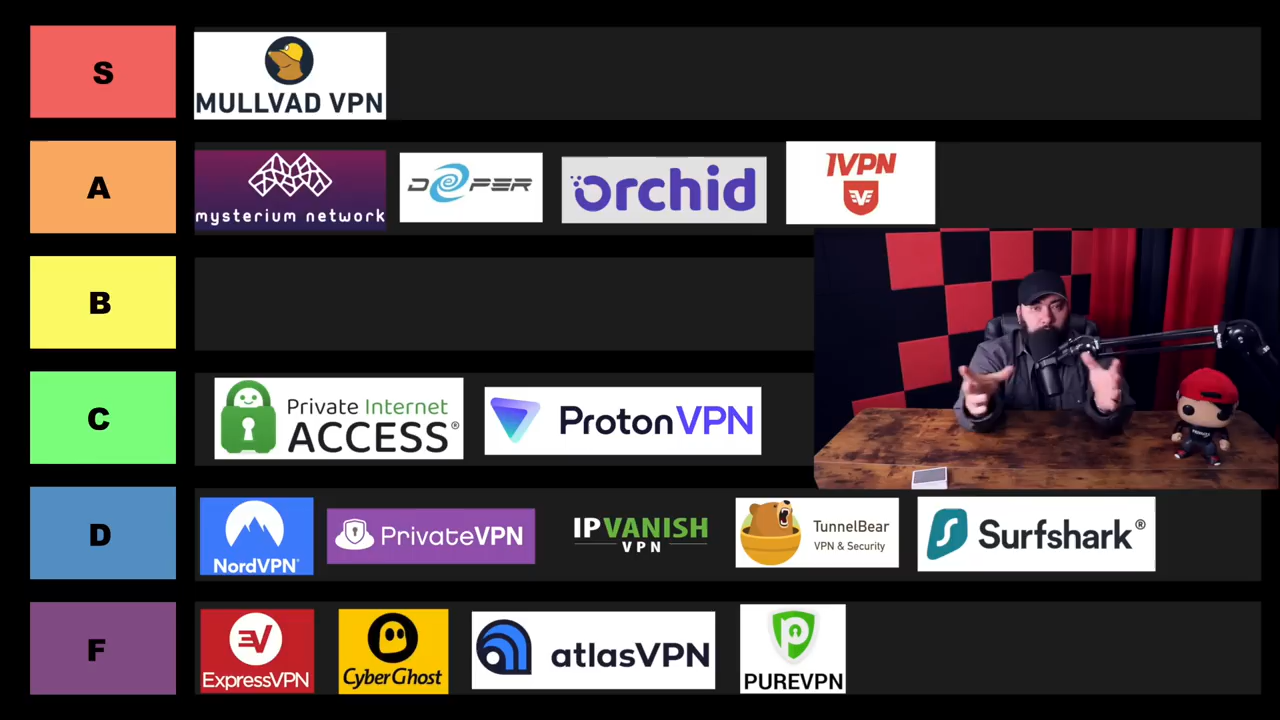 S
MULLVAD VPN
A
mysterium network
DEEPER
orchid
IVPN
B
C
Private Internet
ACCESS®
ProtonVPN
D
NordVPN®
PrivateVPN
IPVANISH
VPN
TunnelBear
VPN & Security
Surfshark®
F
EV
ExpressVPN
CyberGhost
atlasVPN
PUREVPN